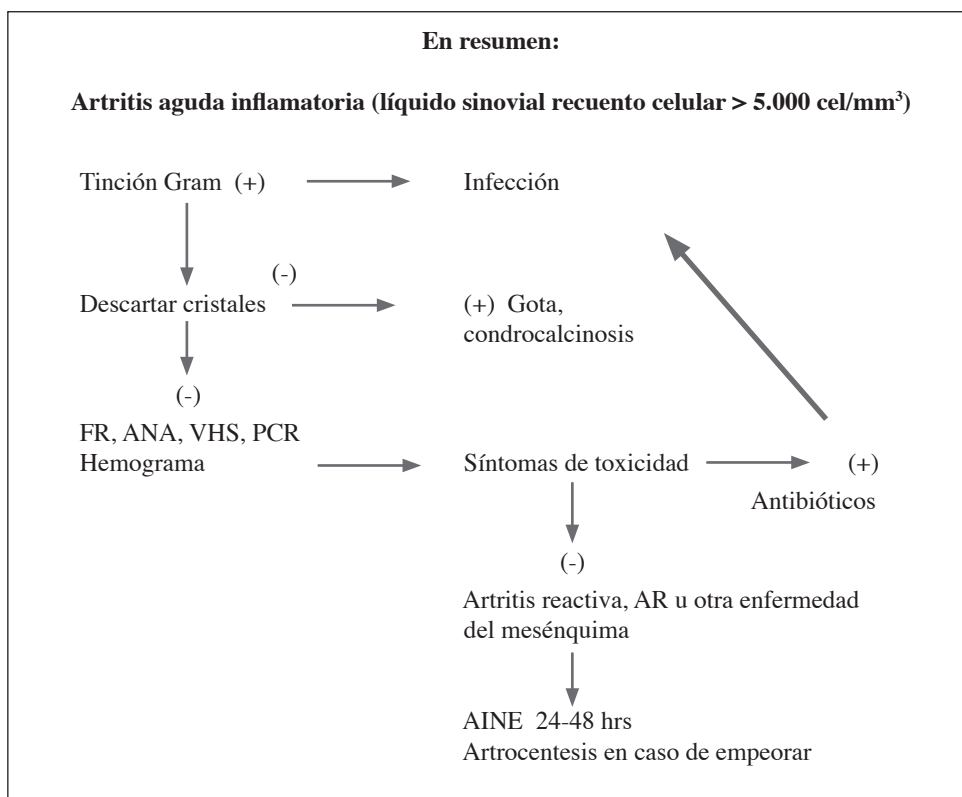 En resumen:
Artritis aguda inflamatoria (líquido sinovial recuento celular > 5.000 cel/mm³)
Tinción Gram (+)
Infección
(-)
Descartar cristales
(+) Gota,
condrocalcinosis
(-)
FR, ANA, VHS, PCR
Hemograma
Síntomas de toxicidad
(+)
Antibióticos
(-)
Artritis reactiva, AR u otra enfermedad
del mesénquima
AINE 24-48 hrs
Artrocentesis en caso de empeorar